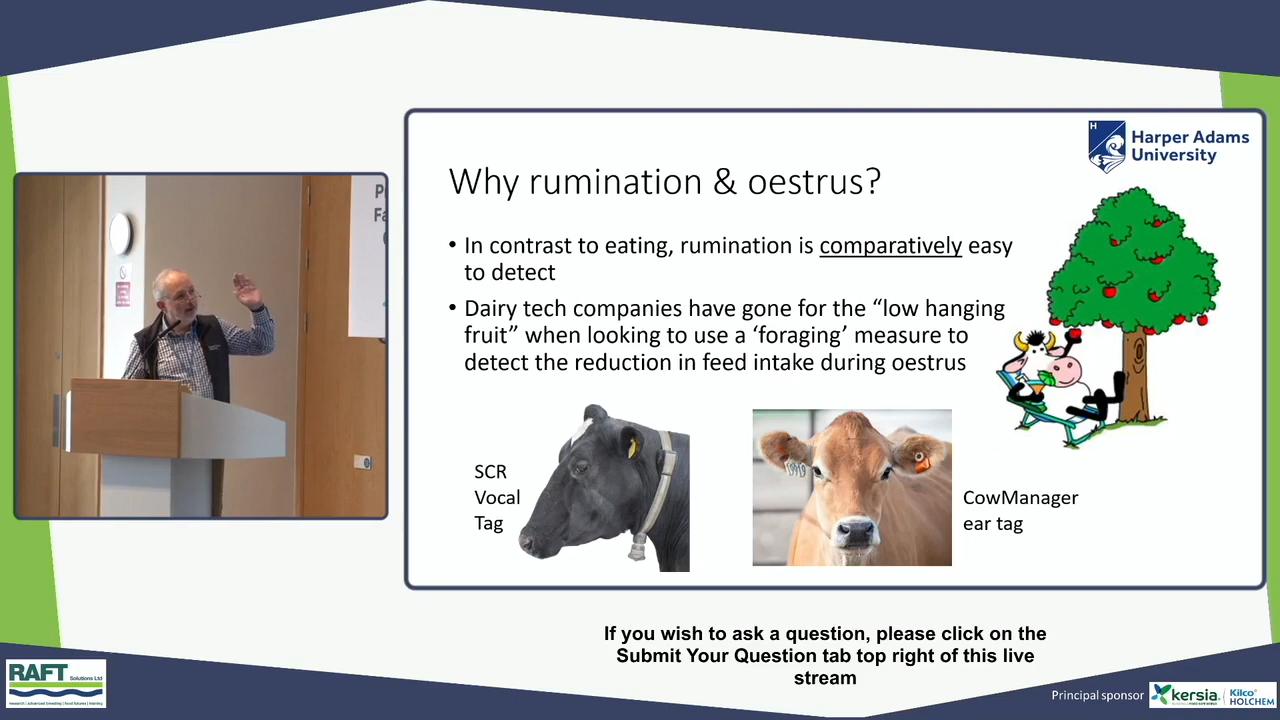 H
Harper Adams
University
Why rumination & oestrus?
• In contrast to eating, rumination is comparatively easy
to detect
• Dairy tech companies have gone for the “low hanging
fruit” when looking to use a ‘foraging’ measure to
detect the reduction in feed intake during oestrus
SCR
Vocal
Tag
CowManager
ear tag
If you wish to ask a question, please click on the
Submit Your Question tab top right of this live
stream
RAFT
Solutions Ltd
Principal sponsor
kersia
Kilco
HOLCHEM